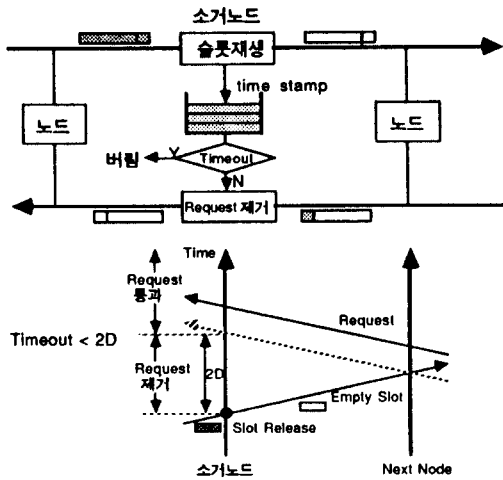 소거노드
슬롯재생
time stamp
노드
노드
버림
Y
Timeout
N
Request 제거
Time
Request
통과
Request
Timeout < 2D
Request
제거
2D
Empty Slot
Slot Release
소거노드
Next Node